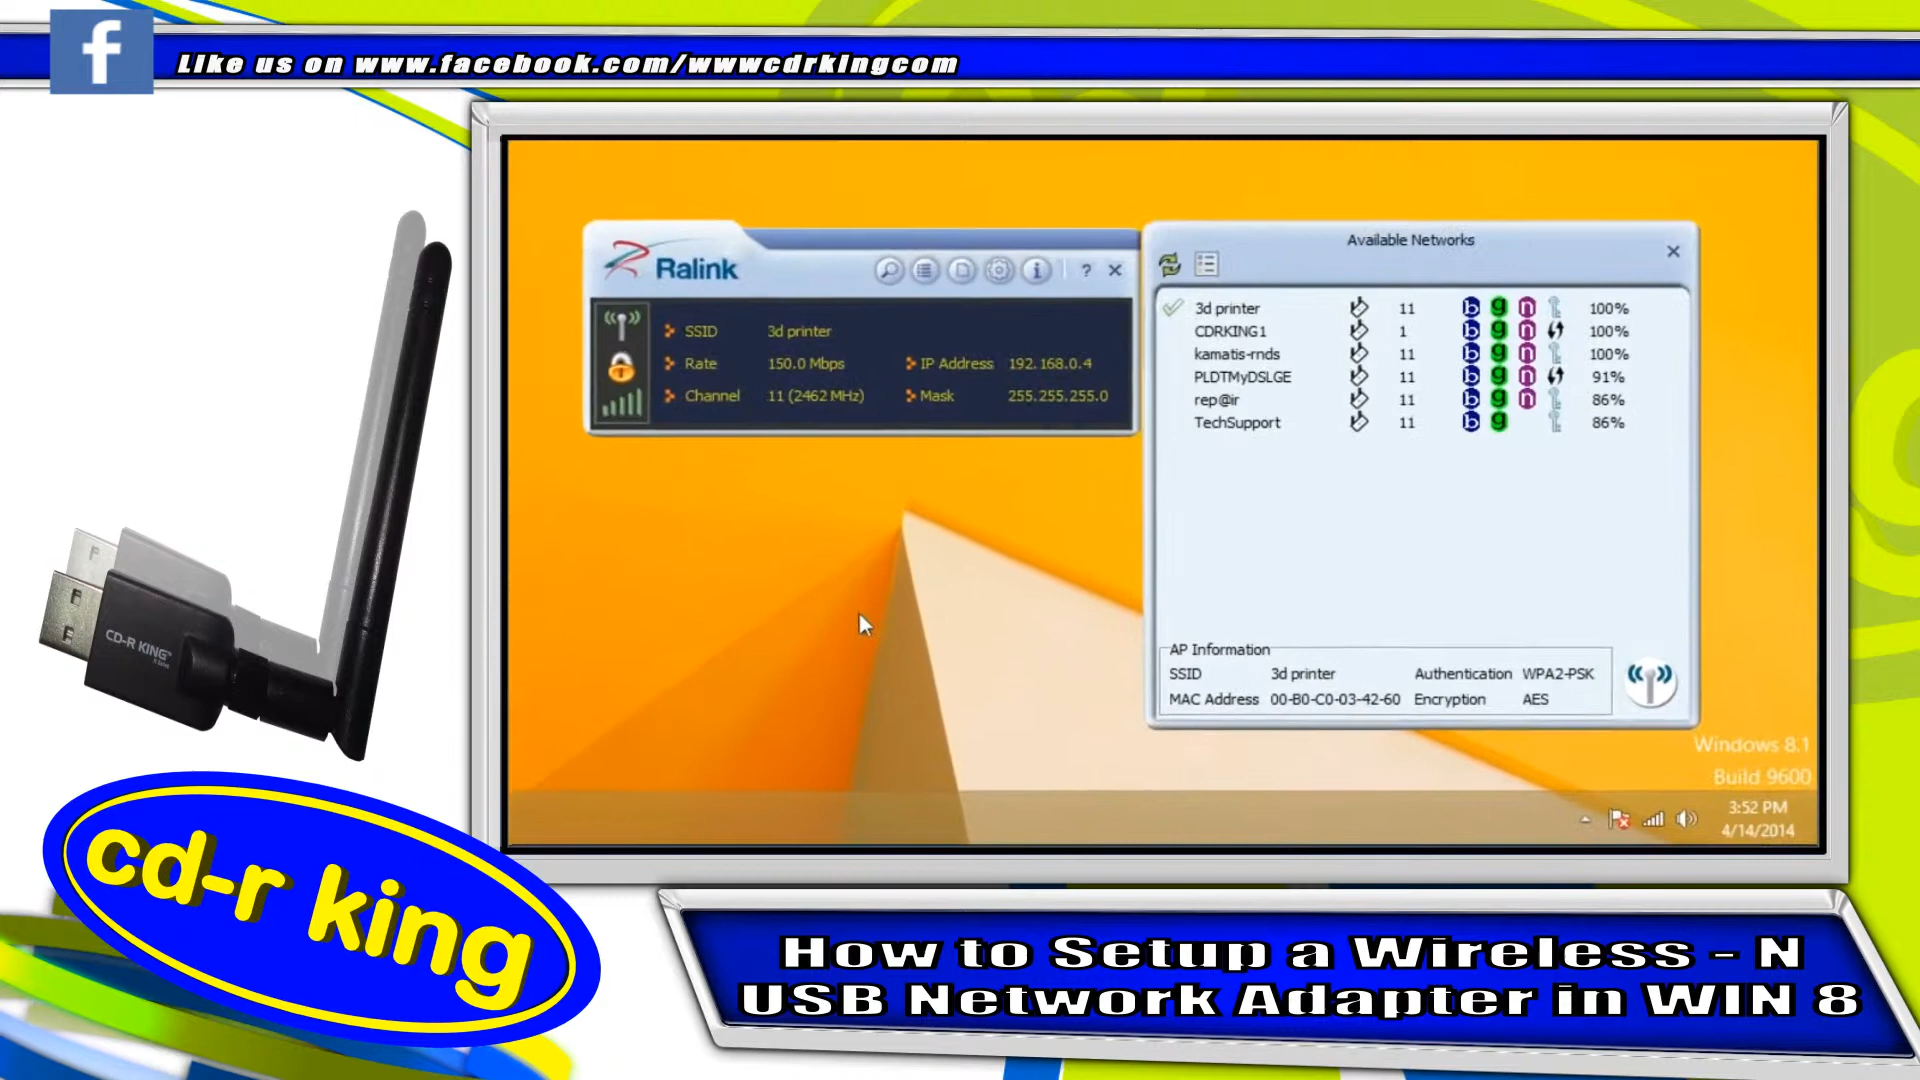 f Like us on www.facebook.com/wwwcdrkingcom
Ralink
? ×
SSID 3d printer
Rate 150.0 Mbps IP Address 192.168.0.4
Channel 11 (2462 MHz) Mask 255.255.255.0
Available Networks
3d printer 11 b g n 100%
CDRKING1 1 b g n 100%
kamatis-rnds 11 b g n 100%
PLDTMyDSLGE 11 b g n 91%
rep@ir 11 b g n 86%
TechSupport 11 b g 86%
AP Information
SSID 3d printer Authentication WPA2-PSK
MAC Address 00-B0-C0-03-42-60 Encryption AES
Windows 8.1
Build 9600
3:52 PM
4/14/2014
CD-R KING
cd-r king
How to Setup a Wireless - N
USB Network Adapter in WIN 8